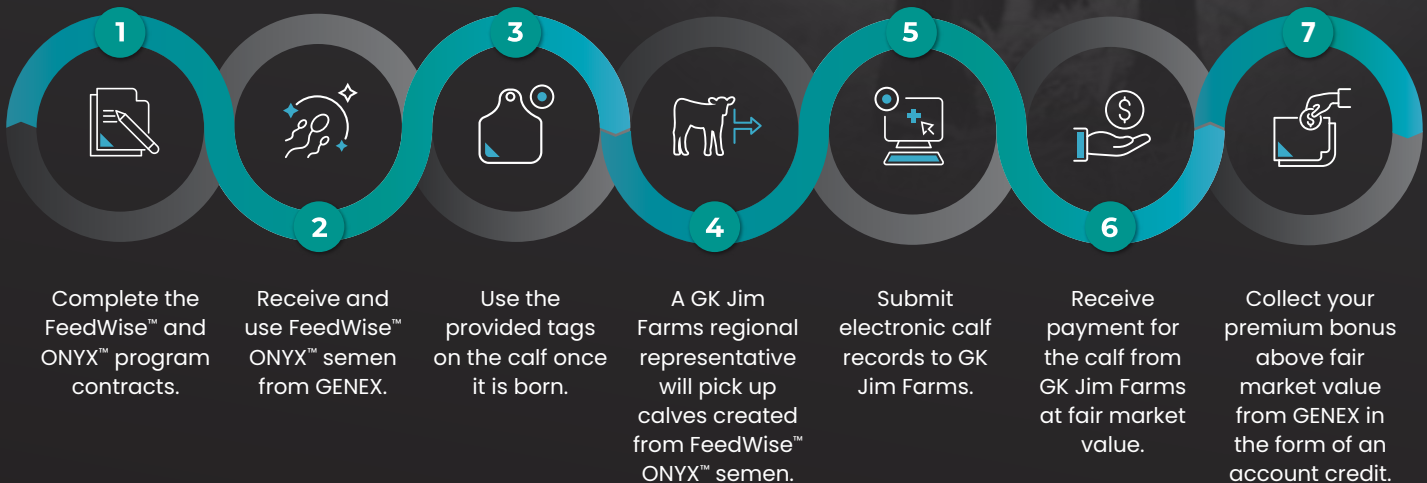 1
Complete the
FeedWise™ and
ONYX™ program
contracts.
2
Receive and
use FeedWise™
ONYX™ semen
from GENEX.
3
Use the
provided tags
on the calf once
it is born.
4
A GK Jim
Farms regional
representative
will pick up
calves created
from FeedWise™
ONYX™ semen.
5
Submit
electronic calf
records to GK
Jim Farms.
6
Receive
payment for
the calf from
GK Jim Farms
at fair market
value.
7
Collect your
premium bonus
above fair
market value
from GENEX in
the form of an
account credit.